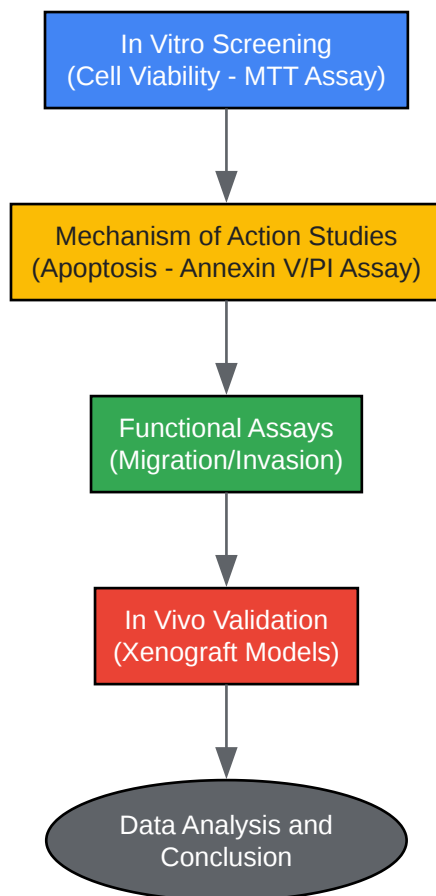 In Vitro Screening
(Cell Viability - MTT Assay)
Mechanism of Action Studies
(Apoptosis - Annexin V/PI Assay)
Functional Assays
(Migration/Invasion)
In Vivo Validation
(Xenograft Models)
Data Analysis and
Conclusion